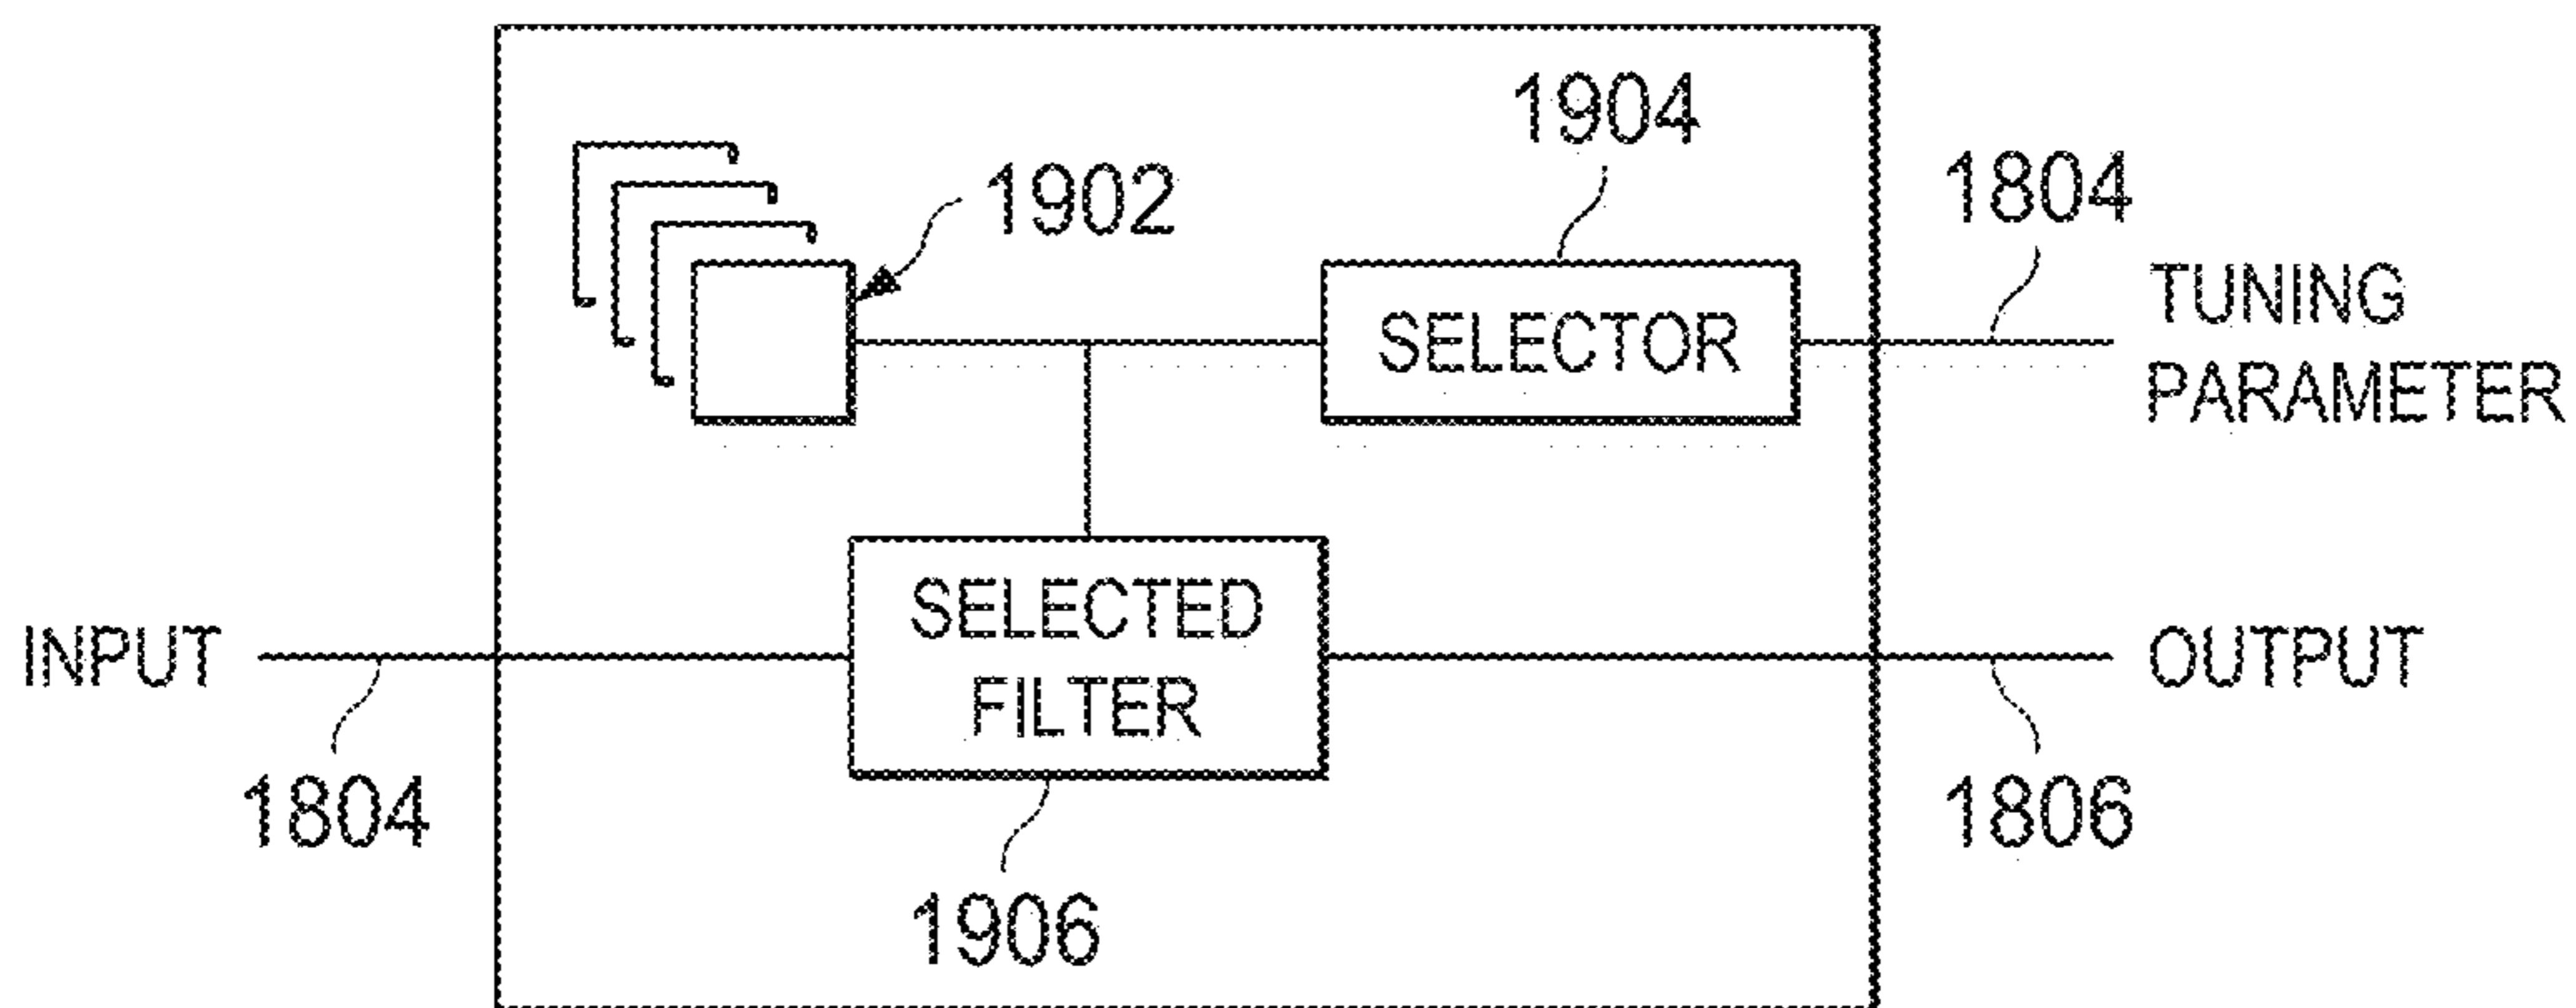 1904
1902
1804
TUNING
PARAMETER
SELECTOR
INPUT
SELECTED
FILTER
OUTPUT
1804
1806
1906